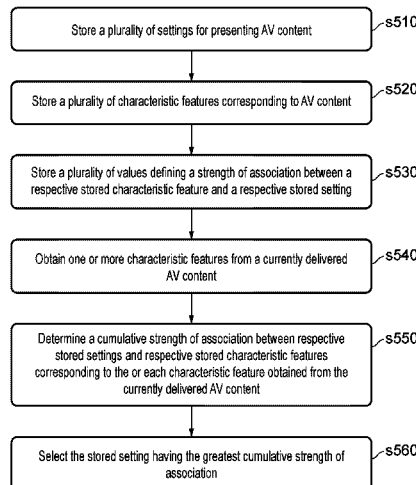 Store a plurality of settings for presenting AV content
s510
Store a plurality of characteristic features corresponding to AV content
s520
Store a plurality of values defining a strength of association between a
respective stored characteristic feature and a respective stored setting
s530
Obtain one or more characteristic features from a currently delivered
AV content
s540
Determine a cumulative strength of association between respective
stored settings and respective stored characteristic features
corresponding to the or each characteristic feature obtained from the
currently delivered AV content
s550
Select the stored setting having the greatest cumulative strength of
association
s560